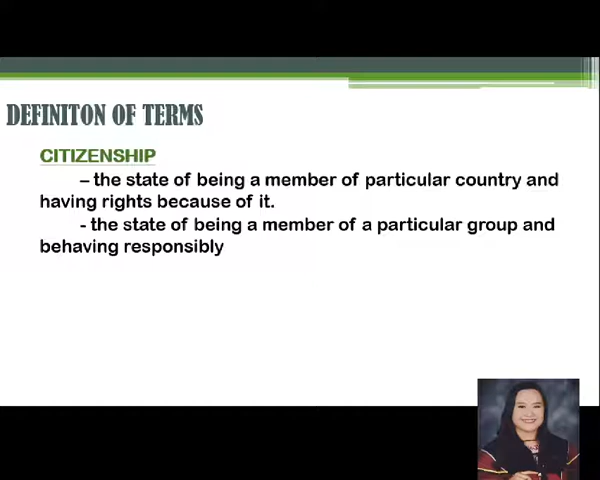 DEFINITON OF TERMS
CITIZENSHIP
– the state of being a member of particular country and
having rights because of it.
- the state of being a member of a particular group and
behaving responsibly